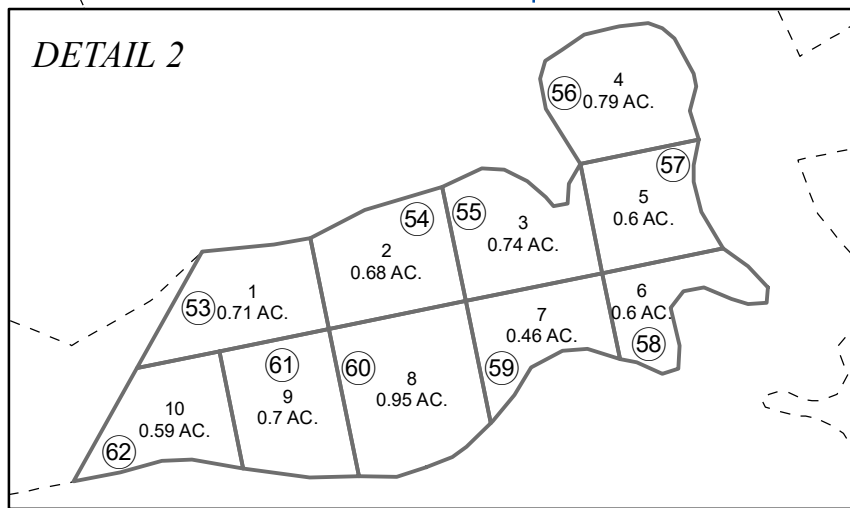 DETAIL 2
4
56
0.79 AC.
57
5
0.6 AC.
54
55
3
0.74 AC.
2
0.68 AC.
1
53
0.71 AC.
6
0.6 AC.
58
7
0.46 AC.
59
61
60
8
0.95 AC.
9
0.7 AC.
10
0.59 AC.
62